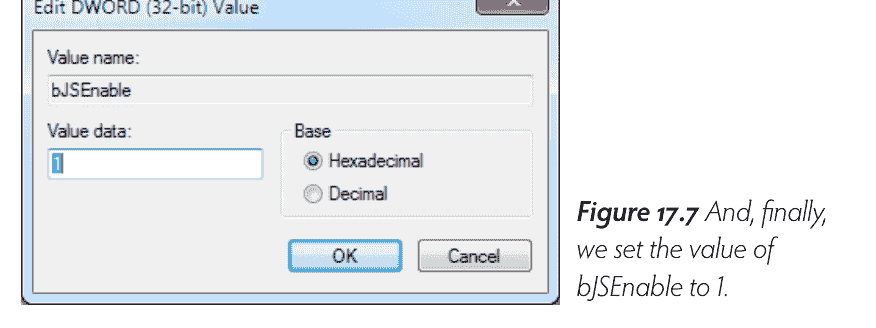 Edit DWORD (32-bit) Value
Value name:
bJSEnable
Value data:
1
Base
Hexadecimal
Decimal
OK
Cancel
Figure 17.7 And, finally,
we set the value of
bJSEnable to 1.